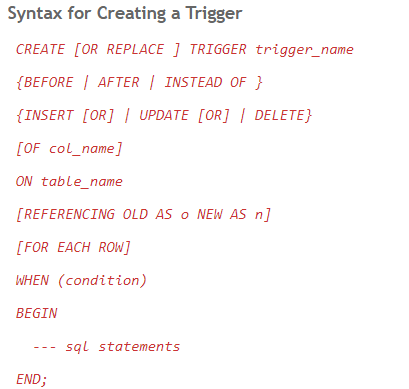 Syntax for Creating a Trigger
CREATE [OR REPLACE ] TRIGGER trigger_name
{BEFORE | AFTER | INSTEAD OF }
{INSERT [OR] | UPDATE [OR] | DELETE}
[OF col_name]
ON table_name
[REFERENCING OLD AS o NEW AS n]
[FOR EACH ROW]
WHEN (condition)
BEGIN
--- sql statements
END;